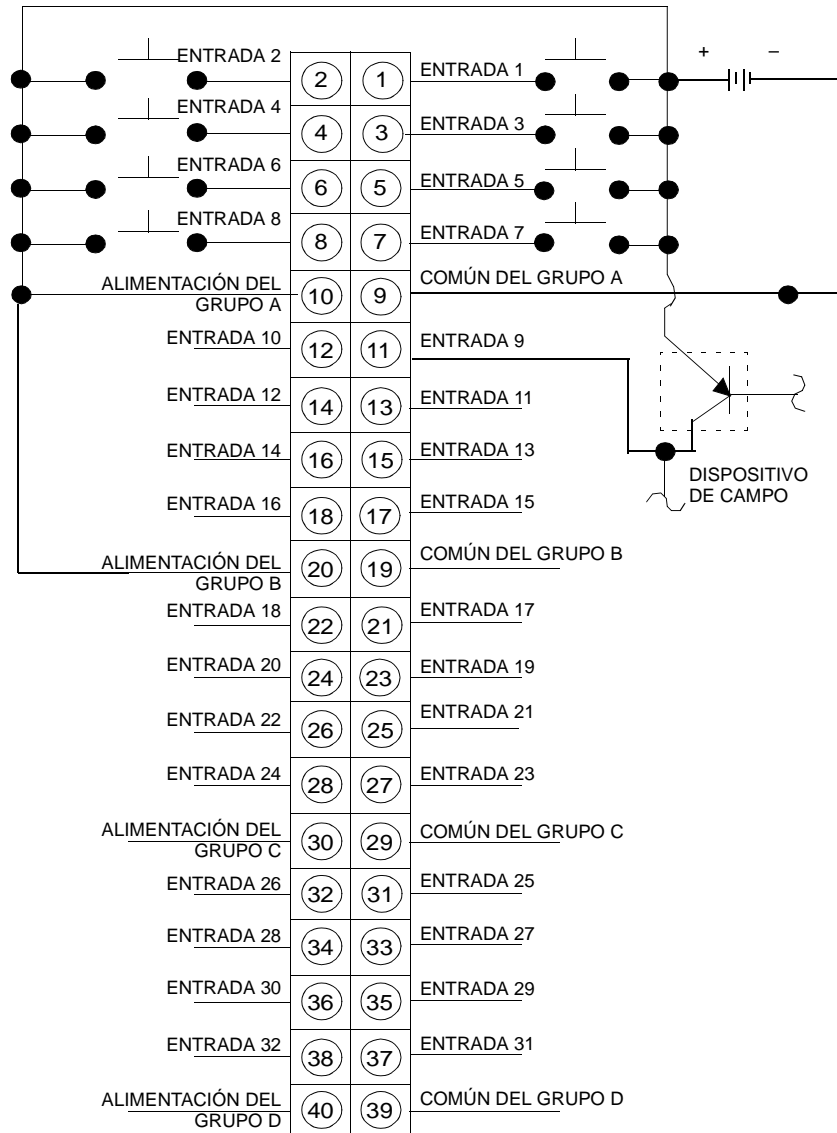 + –
ENTRADA 2 2 1 ENTRADA 1
ENTRADA 4 4 3 ENTRADA 3
ENTRADA 6 6 5 ENTRADA 5
ENTRADA 8 8 7 ENTRADA 7
ALIMENTACIÓN DEL
GRUPO A 10 9 COMÚN DEL GRUPO A
ENTRADA 10 12 11 ENTRADA 9
ENTRADA 12 14 13 ENTRADA 11
ENTRADA 14 16 15 ENTRADA 13
DISPOSITIVO
DE CAMPO
ENTRADA 16 18 17 ENTRADA 15
ALIMENTACIÓN DEL
GRUPO B 20 19 COMÚN DEL GRUPO B
ENTRADA 18 22 21 ENTRADA 17
ENTRADA 20 24 23 ENTRADA 19
ENTRADA 22 26 25 ENTRADA 21
ENTRADA 24 28 27 ENTRADA 23
ALIMENTACIÓN DEL
GRUPO C 30 29 COMÚN DEL GRUPO C
ENTRADA 26 32 31 ENTRADA 25
ENTRADA 28 34 33 ENTRADA 27
ENTRADA 30 36 35 ENTRADA 29
ENTRADA 32 38 37 ENTRADA 31
ALIMENTACIÓN DEL
GRUPO D 40 39 COMÚN DEL GRUPO D